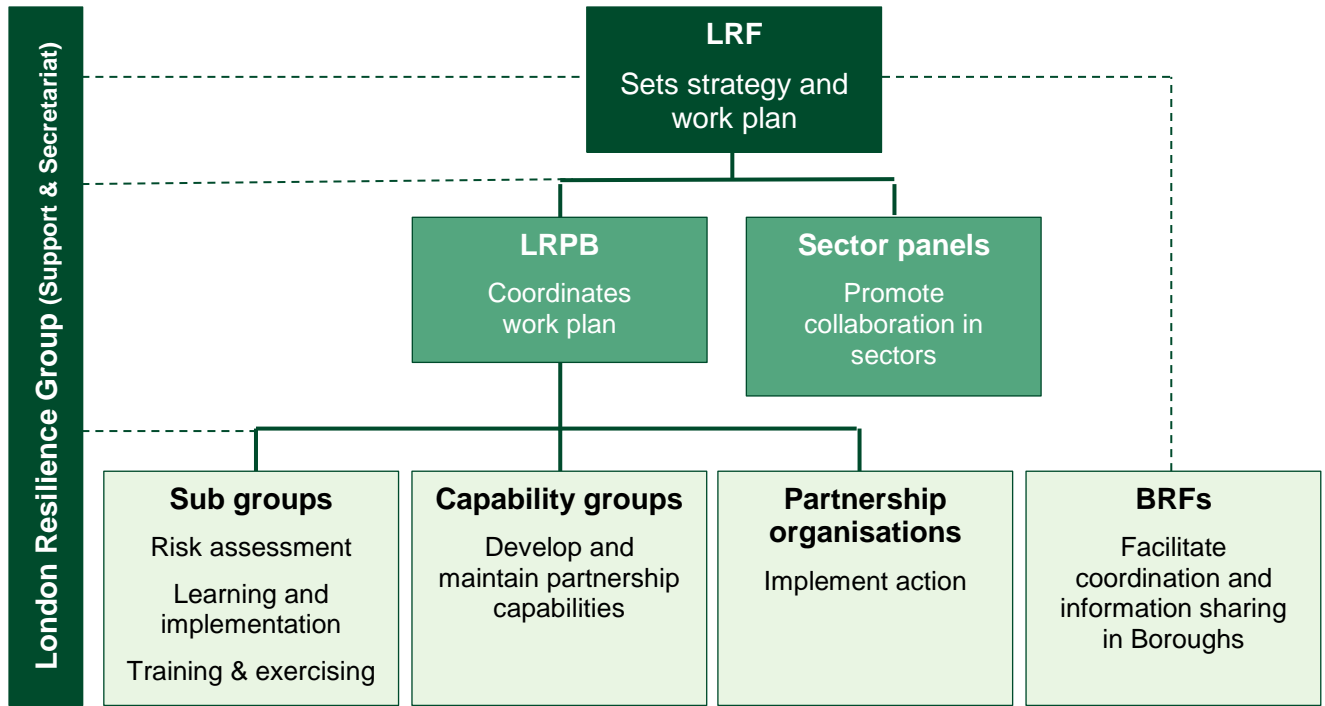 London Resilience Group (Support & Secretariat)
LRF
Sets strategy and
work plan
LRPB
Coordinates
work plan
Sector panels
Promote
collaboration in
sectors
Sub groups
Risk assessment
Learning and
implementation
Training & exercising
Capability groups
Develop and
maintain partnership
capabilities
Partnership
organisations
Implement action
BRFs
Facilitate
coordination and
information sharing
in Boroughs